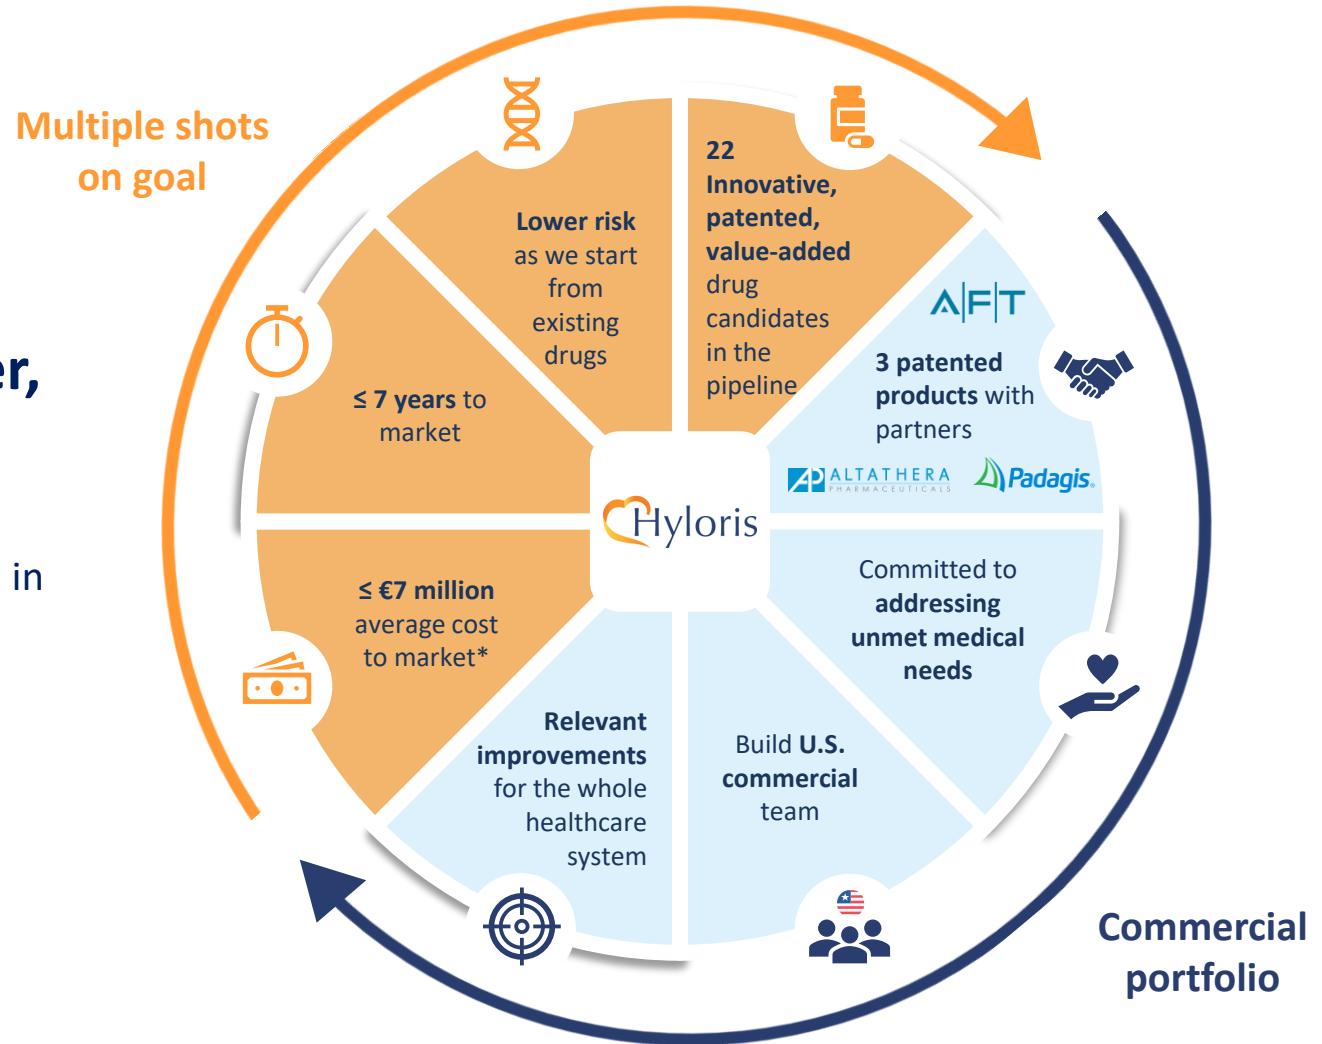 Multiple shots
on goal
er,
in
Lower risk
as we start
from
existing
drugs
22
Innovative,
patented,
value-added
drug
candidates
in the
pipeline
≤ 7 years to
market
A|F|T
3 patented
products with
partners
AP ALTATHERA
PHARMACEUTICALS
Padagis.
Hyloris
≤ €7 million
average cost
to market*
Committed to
addressing
unmet medical
needs
Relevant
improvements
for the whole
healthcare
system
Build U.S.
commercial
team
Commercial
portfolio